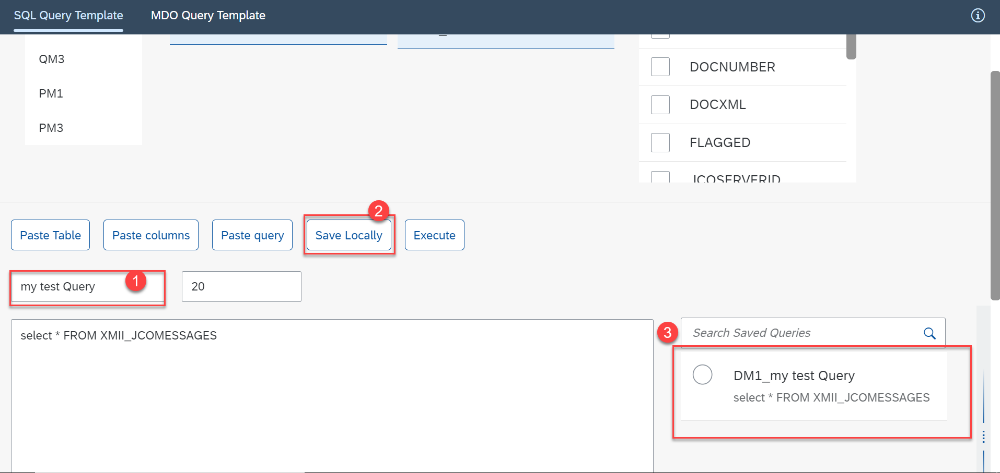 SQL Query Template
MDO Query Template
QM3
PM1
PM3
DOCNUMBER
DOCXML
FLAGGED
JCOSERVERID
2
Paste Table
Paste columns
Paste query
Save Locally
Execute
my test Query
1
20
select * FROM XMII_JCOMESSAGES
3
Search Saved Queries
DM1_my test Query
select * FROM XMII_JCOMESSAGES